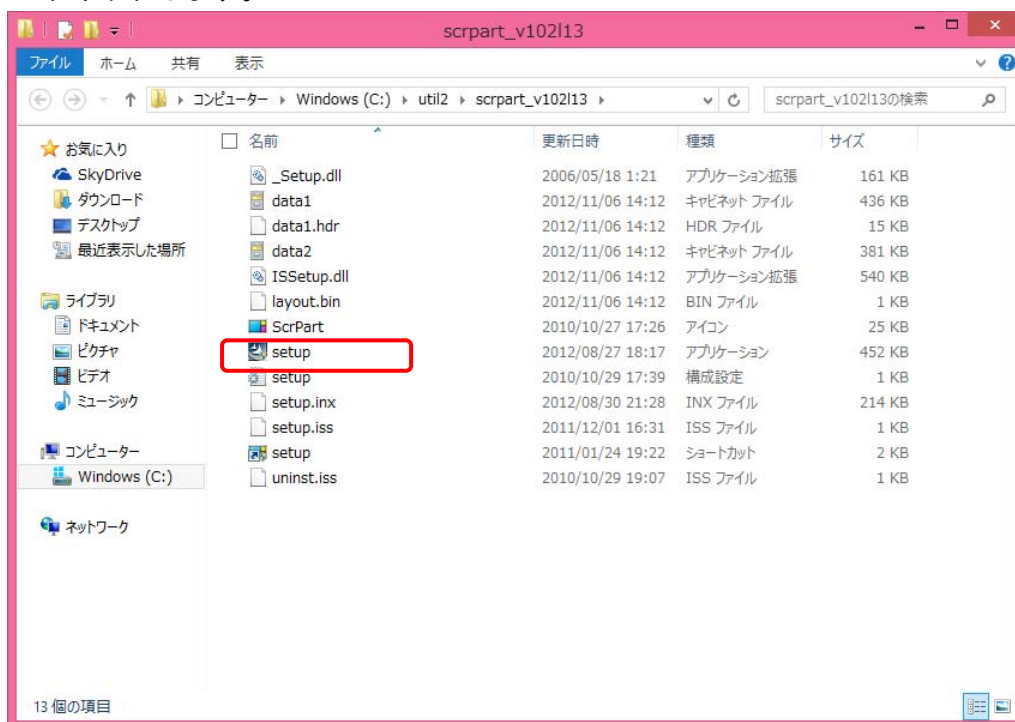 scrpart_v102l13
ファイル ホーム 共有 表示
コンピューター Windows (C:) util2 scrpart_v102l13 scrpart_v102l13の検索
お気に入り
SkyDrive
ダウンロード
デスクトップ
最近表示した場所
ライブラリ
ドキュメント
ピクチャ
ビデオ
ミュージック
コンピューター
Windows (C:)
ネットワーク
名前 更新日時 種類 サイズ
_Setup.dll 2006/05/18 1:21 アプリケーション拡張 161 KB
data1 2012/11/06 14:12 キャビネット ファイル 436 KB
data1.hdr 2012/11/06 14:12 HDR ファイル 15 KB
data2 2012/11/06 14:12 キャビネット ファイル 381 KB
ISSetup.dll 2012/11/06 14:12 アプリケーション拡張 540 KB
layout.bin 2012/11/06 14:12 BIN ファイル 1 KB
ScrPart 2010/10/27 17:26 アイコン 25 KB
setup 2012/08/27 18:17 アプリケーション 452 KB
setup 2010/10/29 17:39 構成設定 1 KB
setup.inx 2012/08/30 21:28 INX ファイル 214 KB
setup.iss 2011/12/01 16:31 ISS ファイル 1 KB
setup 2011/01/24 19:22 ショートカット 2 KB
uninst.iss 2010/10/29 19:07 ISS ファイル 1 KB
13 個の項目